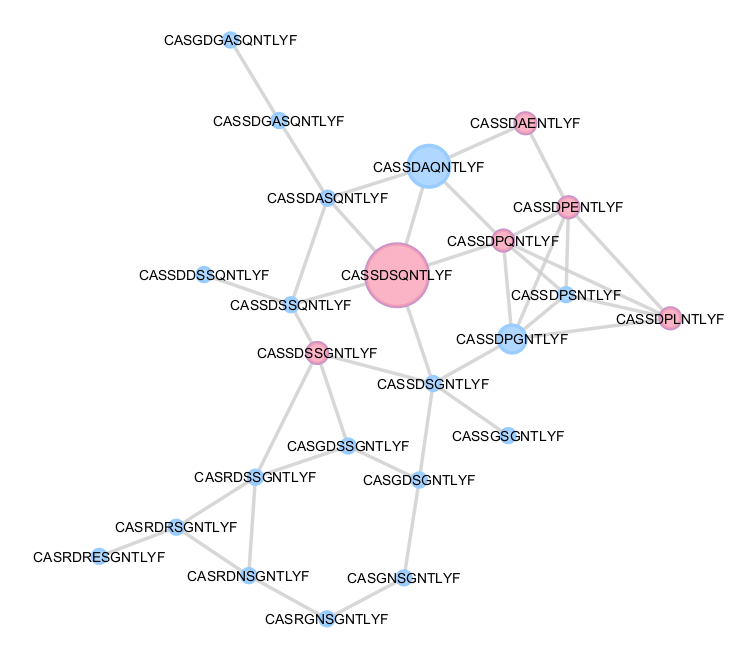 CASGDGASQNTLYF
CASSDGASQNTLYF
CASSDAENTLYF
CASSDAQNTLYF
CASSDASQNTLYF
CASSDPENTLYF
CASSDPQNTLYF
CASSDDSSQNTLYF
CASSDSQNTLYF
CASSDPSNTLYF
CASSDSSQNTLYF
CASSDPLNTLYF
CASSDPGNTLYF
CASSDSSGNTLYF
CASSDSGNTLYF
CASSGSGNTLYF
CASGDSSGNTLYF
CASRDSSGNTLYF
CASGDSGNTLYF
CASRDRSGNTLYF
CASRDRESGNTLYF
CASRDNSGNTLYF
CASGNSGNTLYF
CASRGNSGNTLYF